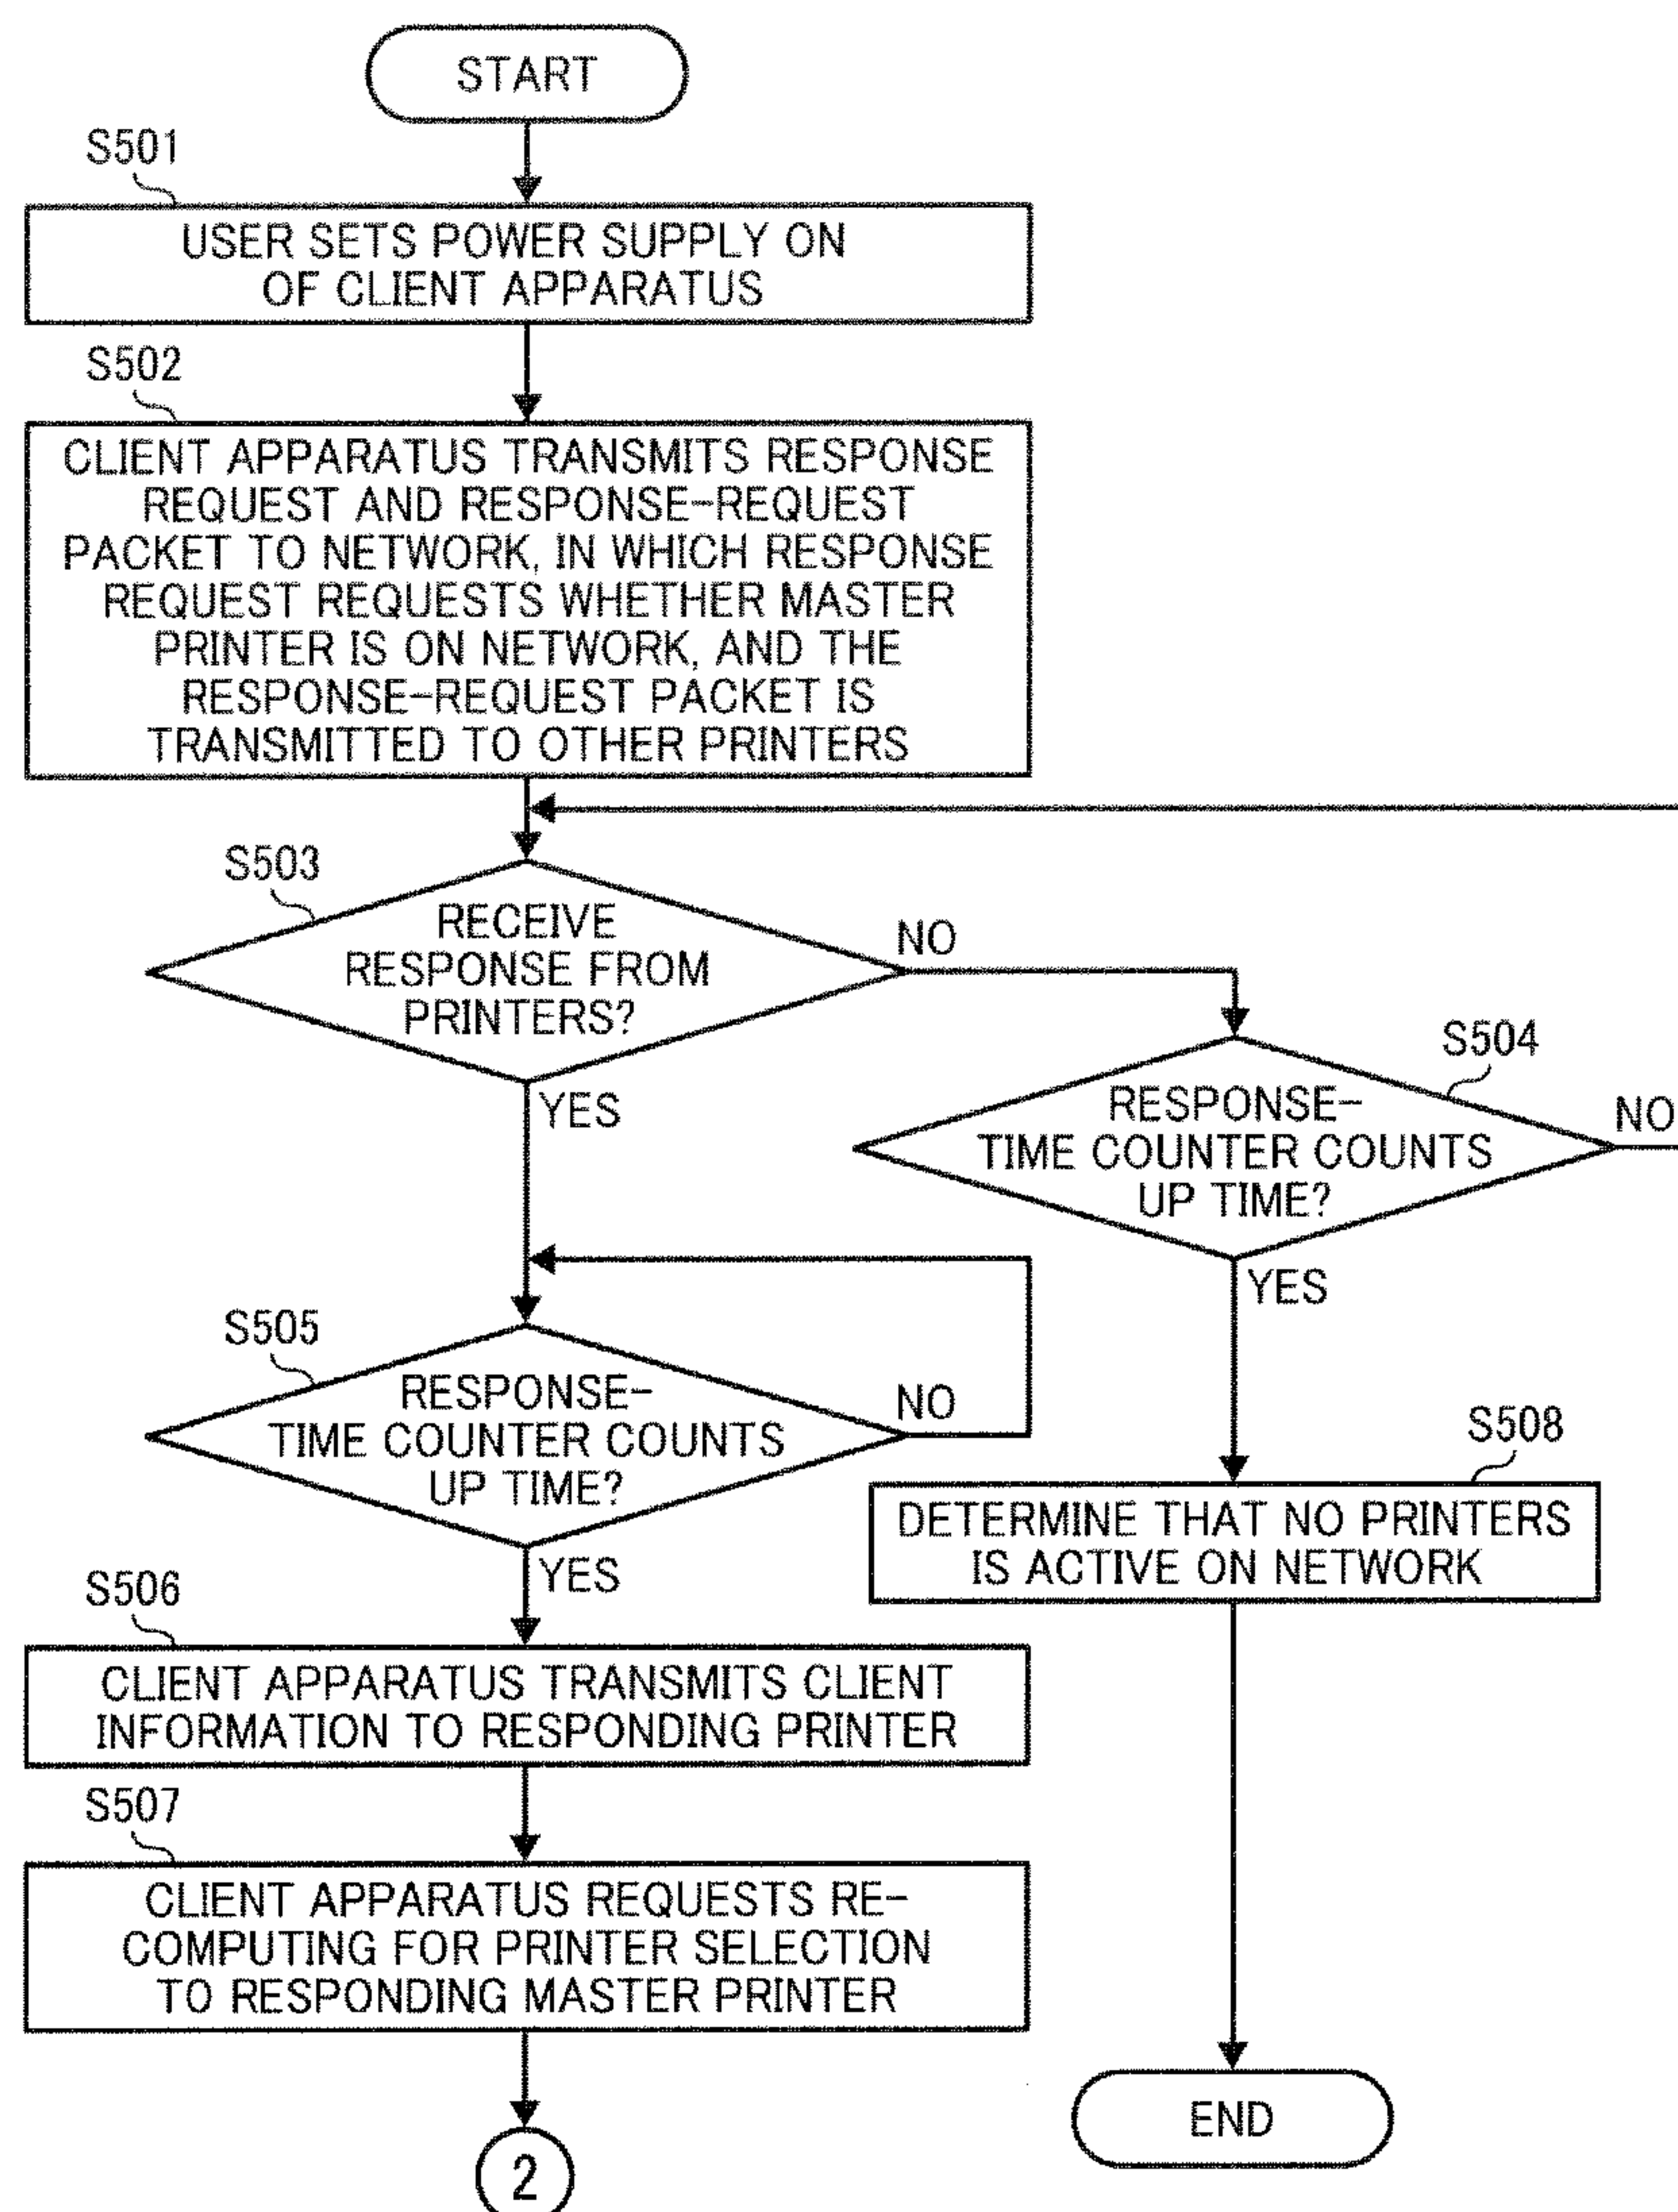 START
S501
USER SETS POWER SUPPLY ON
OF CLIENT APPARATUS
S502
CLIENT APPARATUS TRANSMITS RESPONSE
REQUEST AND RESPONSE-REQUEST
PACKET TO NETWORK, IN WHICH RESPONSE
REQUEST REQUESTS WHETHER MASTER
PRINTER IS ON NETWORK, AND THE
RESPONSE-REQUEST PACKET IS
TRANSMITTED TO OTHER PRINTERS
S503
RECEIVE
RESPONSE FROM
PRINTERS?
NO
YES
S504
RESPONSE-
TIME COUNTER COUNTS
UP TIME?
NO
YES
S505
RESPONSE-
TIME COUNTER COUNTS
UP TIME?
NO
YES
S508
DETERMINE THAT NO PRINTERS
IS ACTIVE ON NETWORK
S506
CLIENT APPARATUS TRANSMITS CLIENT
INFORMATION TO RESPONDING PRINTER
S507
CLIENT APPARATUS REQUESTS RE-
COMPUTING FOR PRINTER SELECTION
TO RESPONDING MASTER PRINTER
END
2